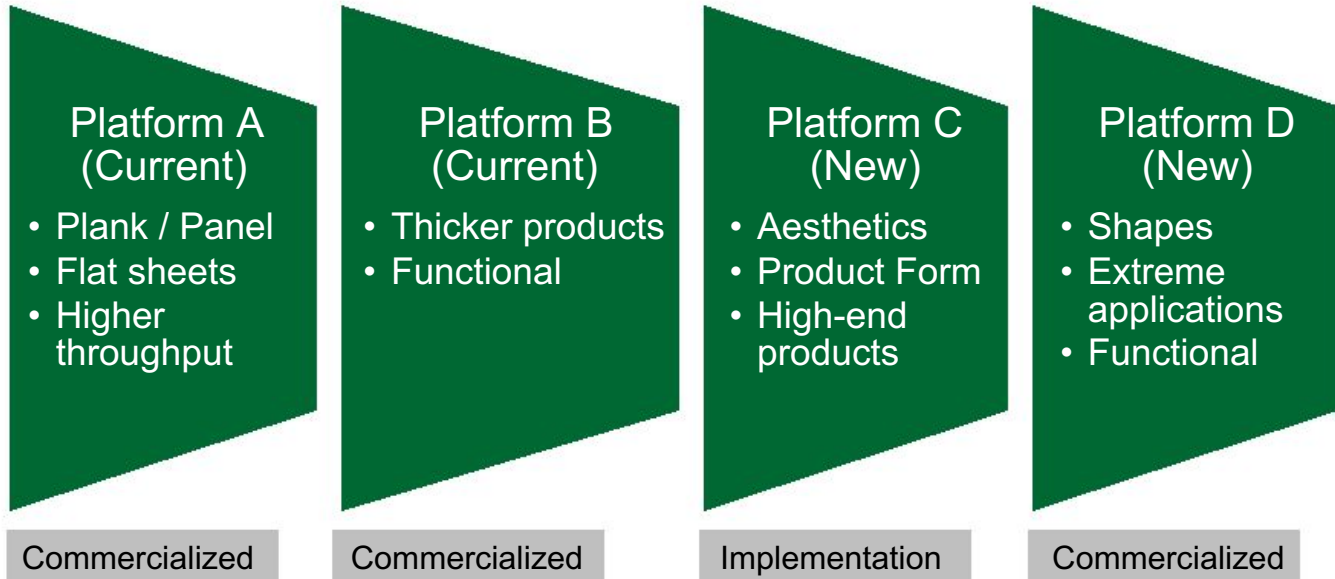 Platform A
(Current)
• Plank / Panel
• Flat sheets
• Higher
throughput
Commercialized
Platform B
(Current)
• Thicker products
• Functional
Commercialized
Platform C
(New)
• Aesthetics
• Product Form
• High-end
products
Implementation
Platform D
(New)
• Shapes
• Extreme
applications
• Functional
Commercialized